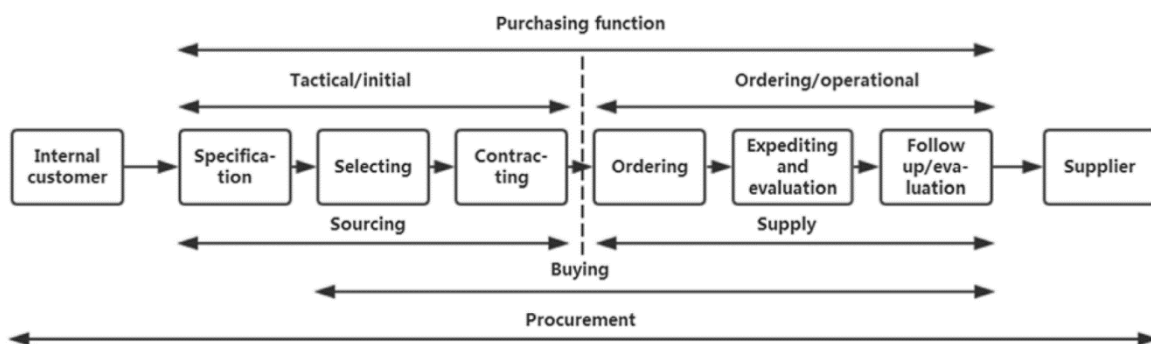 Purchasing function
Tactical/initial
Ordering/operational
Internal
customer
Specifica-
tion
Selecting
Contrac-
ting
Ordering
Expediting
and
evaluation
Follow
up/eva-
luation
Supplier
Sourcing
Supply
Buying
Procurement